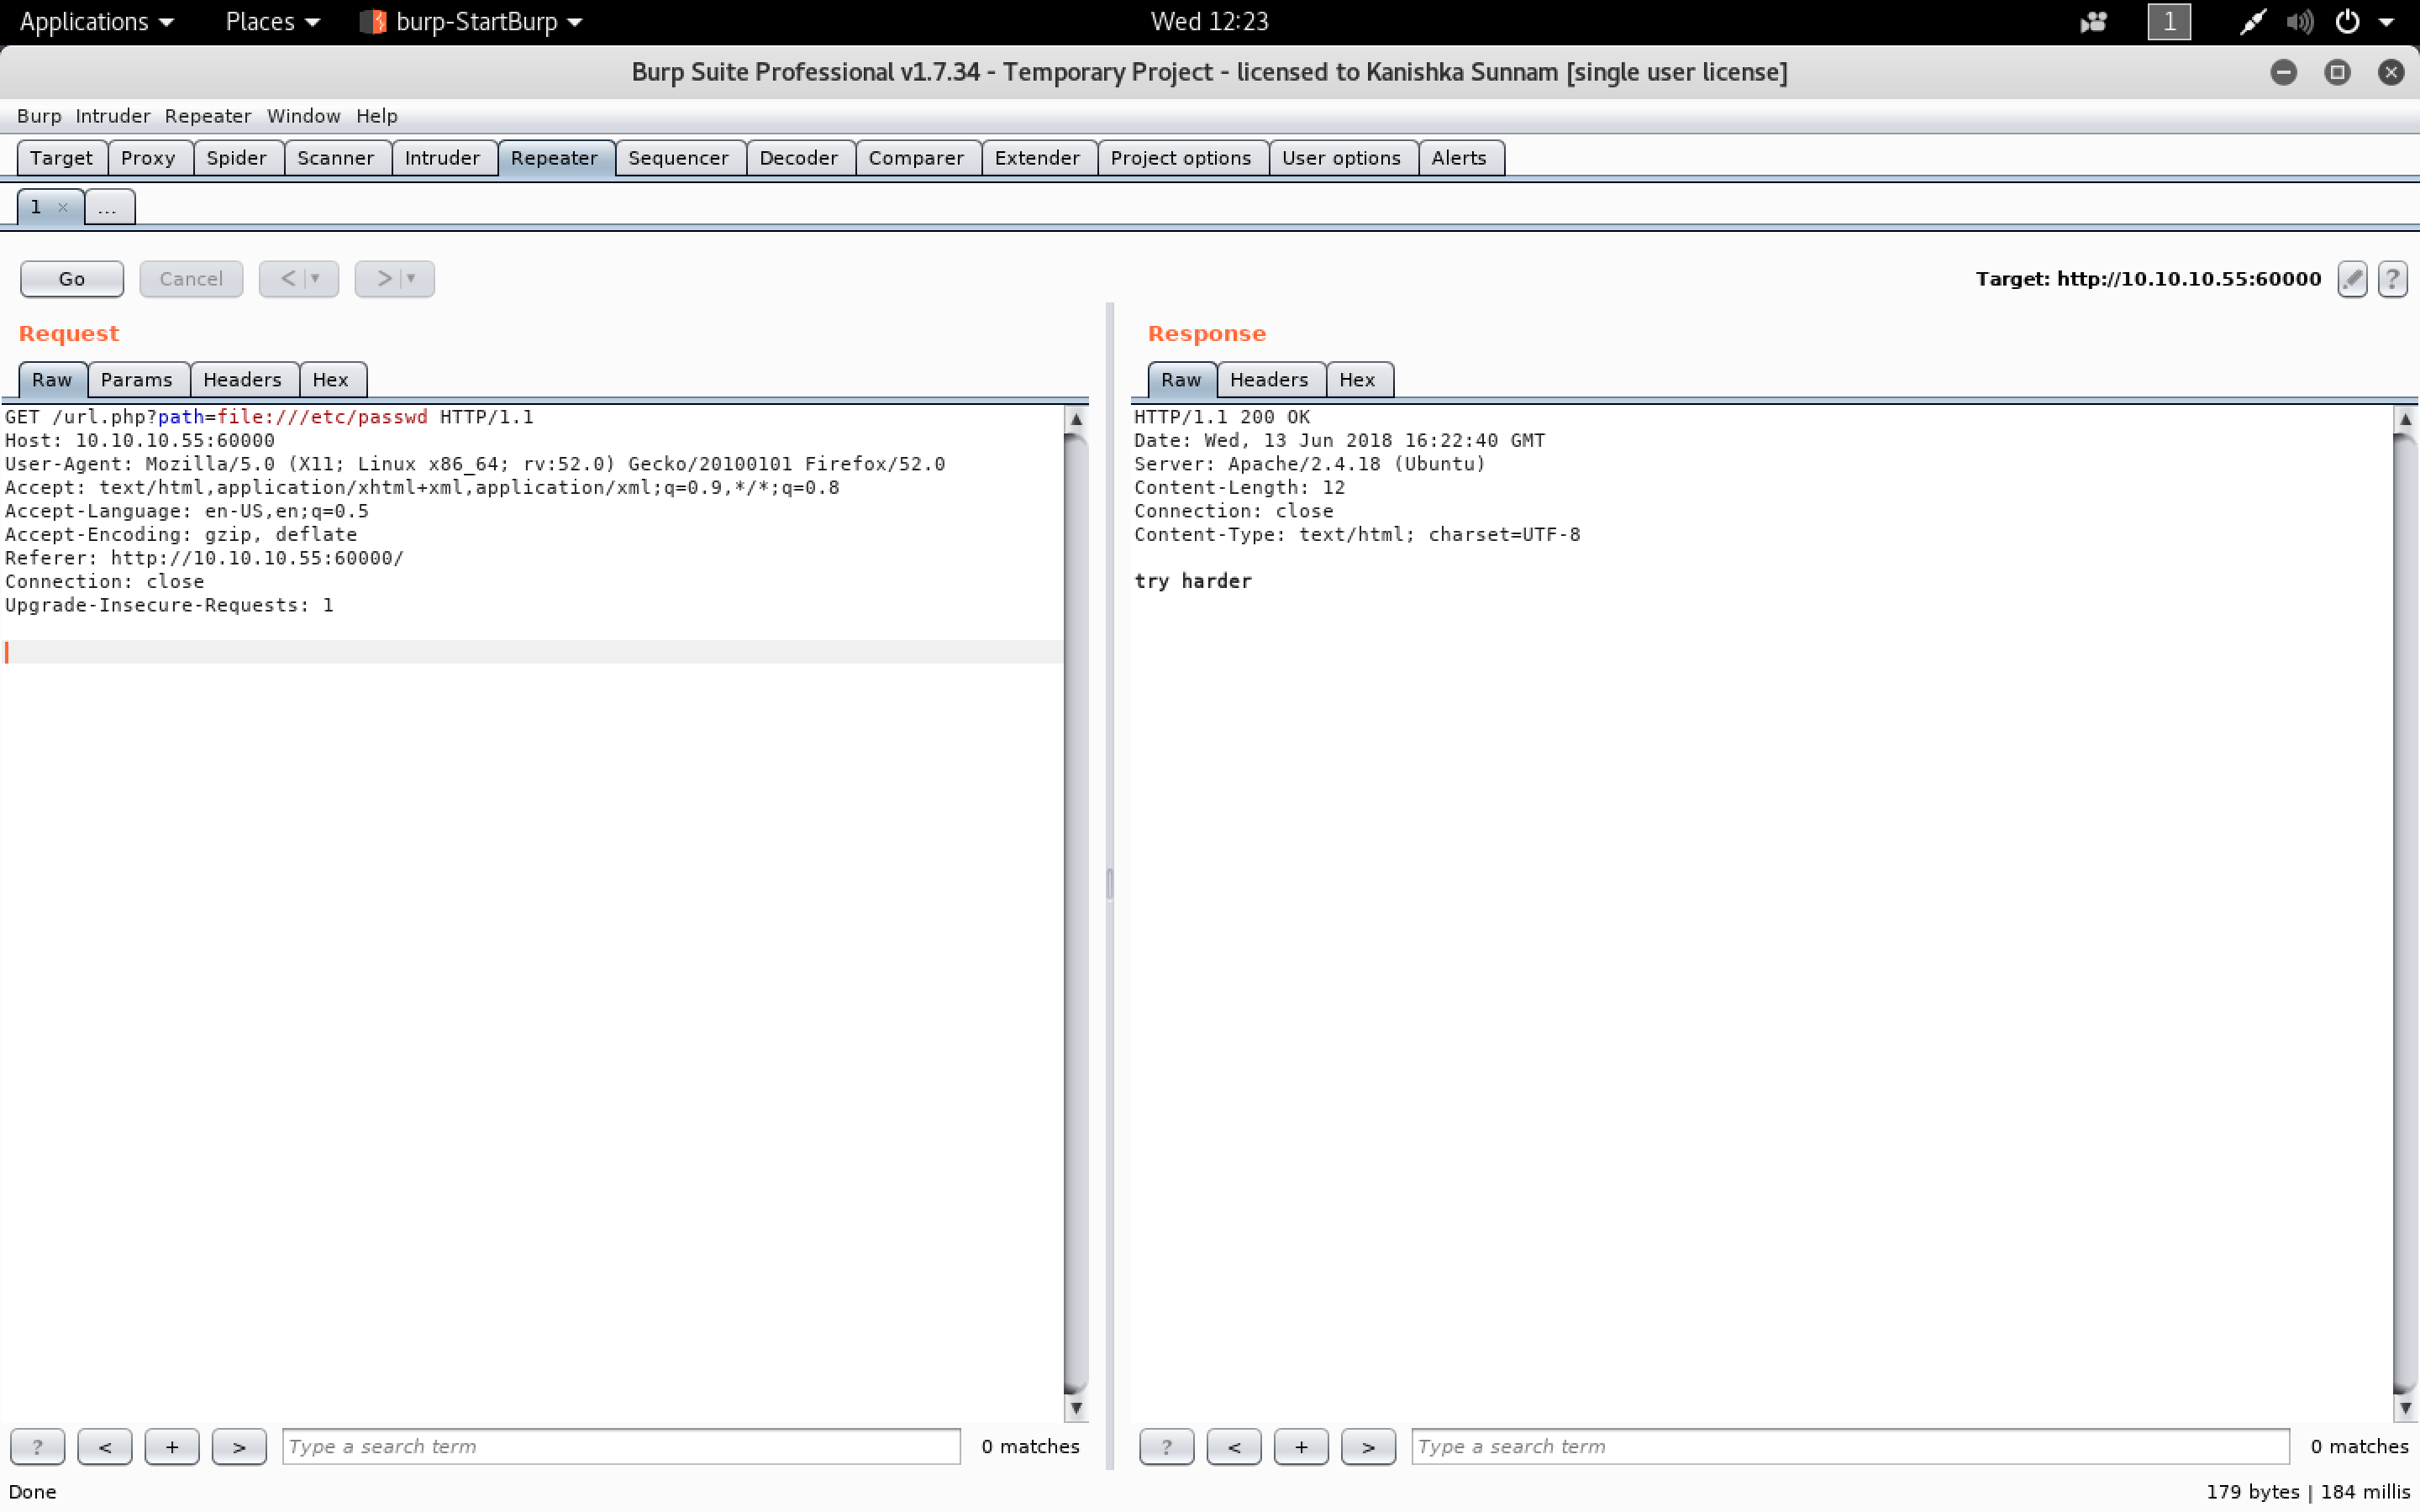 Applications Places burp-StartBurp Wed 12:23 1
Burp Suite Professional v1.7.34 - Temporary Project - licensed to Kanishka Sunnam [single user license]
Burp Intruder Repeater Window Help
Target Proxy Spider Scanner Intruder Repeater Sequencer Decoder Comparer Extender Project options User options Alerts
1 × ...
Go Cancel < > Target: http://10.10.10.55:60000 ?
Request
Raw Params Headers Hex
GET /url.php?path=file:///etc/passwd HTTP/1.1
Host: 10.10.10.55:60000
User-Agent: Mozilla/5.0 (X11; Linux x86_64; rv:52.0) Gecko/20100101 Firefox/52.0
Accept: text/html,application/xhtml+xml,application/xml;q=0.9,*/*;q=0.8
Accept-Language: en-US,en;q=0.5
Accept-Encoding: gzip, deflate
Referer: http://10.10.10.55:60000/
Connection: close
Upgrade-Insecure-Requests: 1
? < + > Type a search term 0 matches
Response
Raw Headers Hex
HTTP/1.1 200 OK
Date: Wed, 13 Jun 2018 16:22:40 GMT
Server: Apache/2.4.18 (Ubuntu)
Content-Length: 12
Connection: close
Content-Type: text/html; charset=UTF-8
try harder
? < + > Type a search term 0 matches
Done 179 bytes | 184 millis